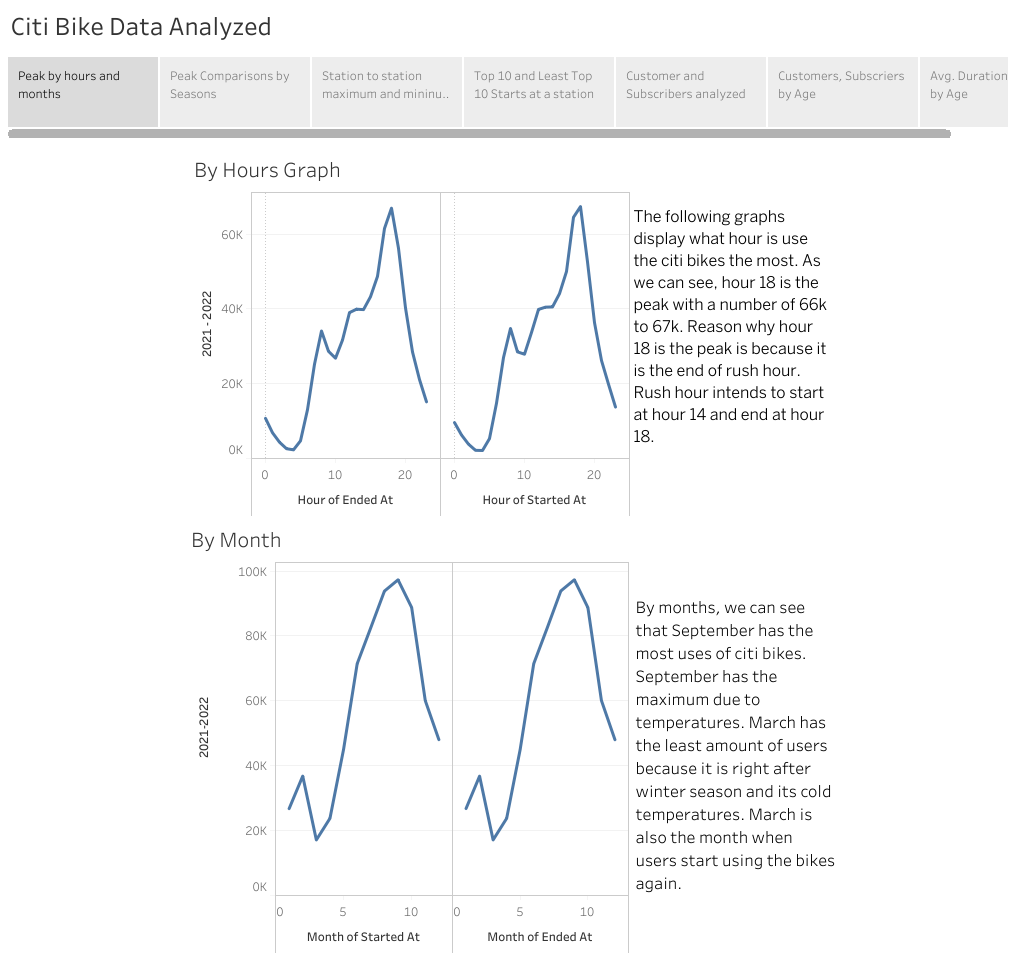 Citi Bike Data Analyzed
Peak by hours and
months
Peak Comparisons by
Seasons
Station to station
maximum and mininu..
Top 10 and Least Top
10 Starts at a station
Customer and
Subscribers analyzed
Customers, Subscriers
by Age
Avg. Duration
by Age
By Hours Graph
60K
40K
20K
0K
2021 - 2022
0
10
20
Hour of Ended At
0
10
20
Hour of Started At
The following graphs
display what hour is use
the citi bikes the most. As
we can see, hour 18 is the
peak with a number of 66k
to 67k. Reason why hour
18 is the peak is because it
is the end of rush hour.
Rush hour intends to start
at hour 14 and end at hour
18.
By Month
100K
80K
60K
40K
20K
0K
2021-2022
0
5
10
Month of Started At
0
5
10
Month of Ended At
By months, we can see
that September has the
most uses of citi bikes.
September has the
maximum due to
temperatures. March has
the least amount of users
because it is right after
winter season and its cold
temperatures. March is
also the month when
users start using the bikes
again.